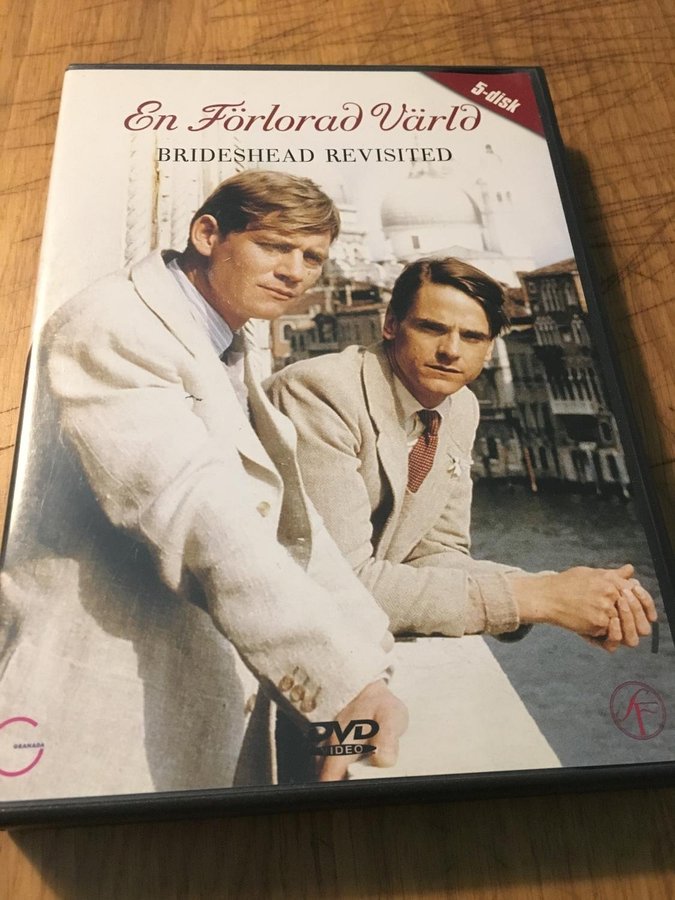 5-disk
En Förlorad Värld
BRIDESHEAD REVISITED
DVD
VIDEO
GRANADA
SF